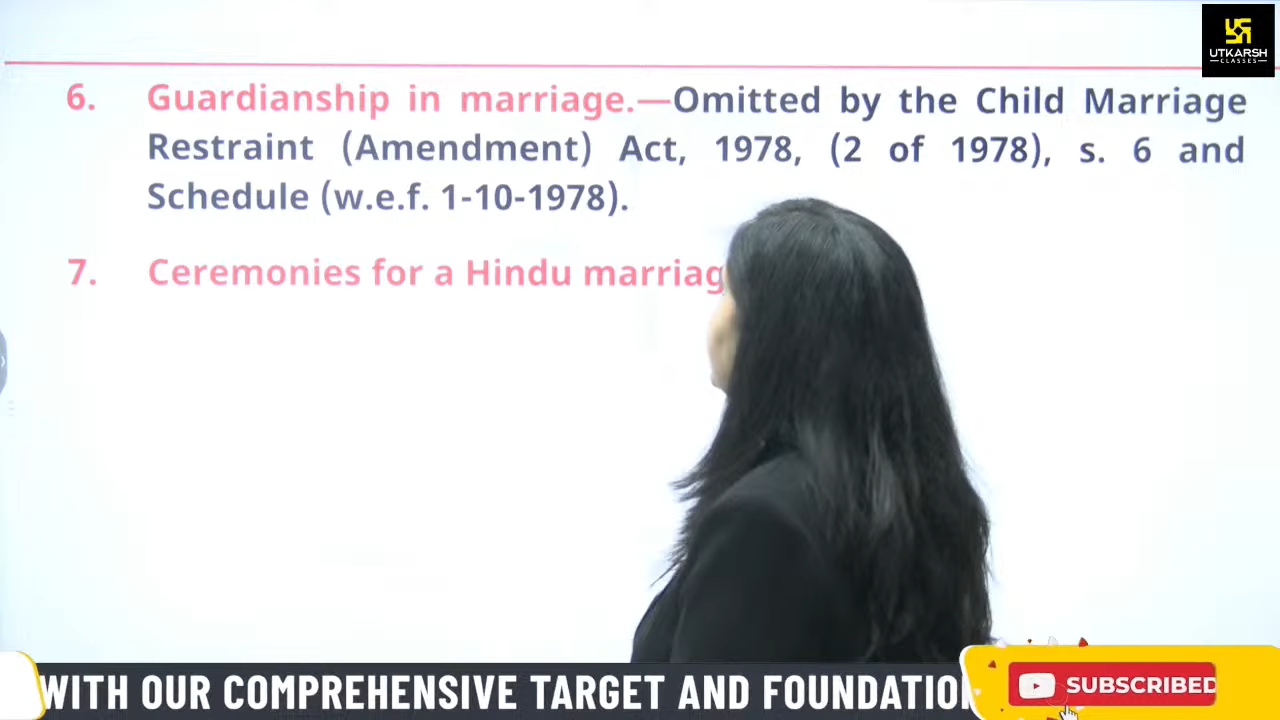 UTKARSH
CLASSES
6. Guardianship in marriage.—Omitted by the Child Marriage
Restraint (Amendment) Act, 1978, (2 of 1978), s. 6 and
Schedule (w.e.f. 1-10-1978).
7. Ceremonies for a Hindu marriag
WITH OUR COMPREHENSIVE TARGET AND FOUNDATIO
SUBSCRIBED